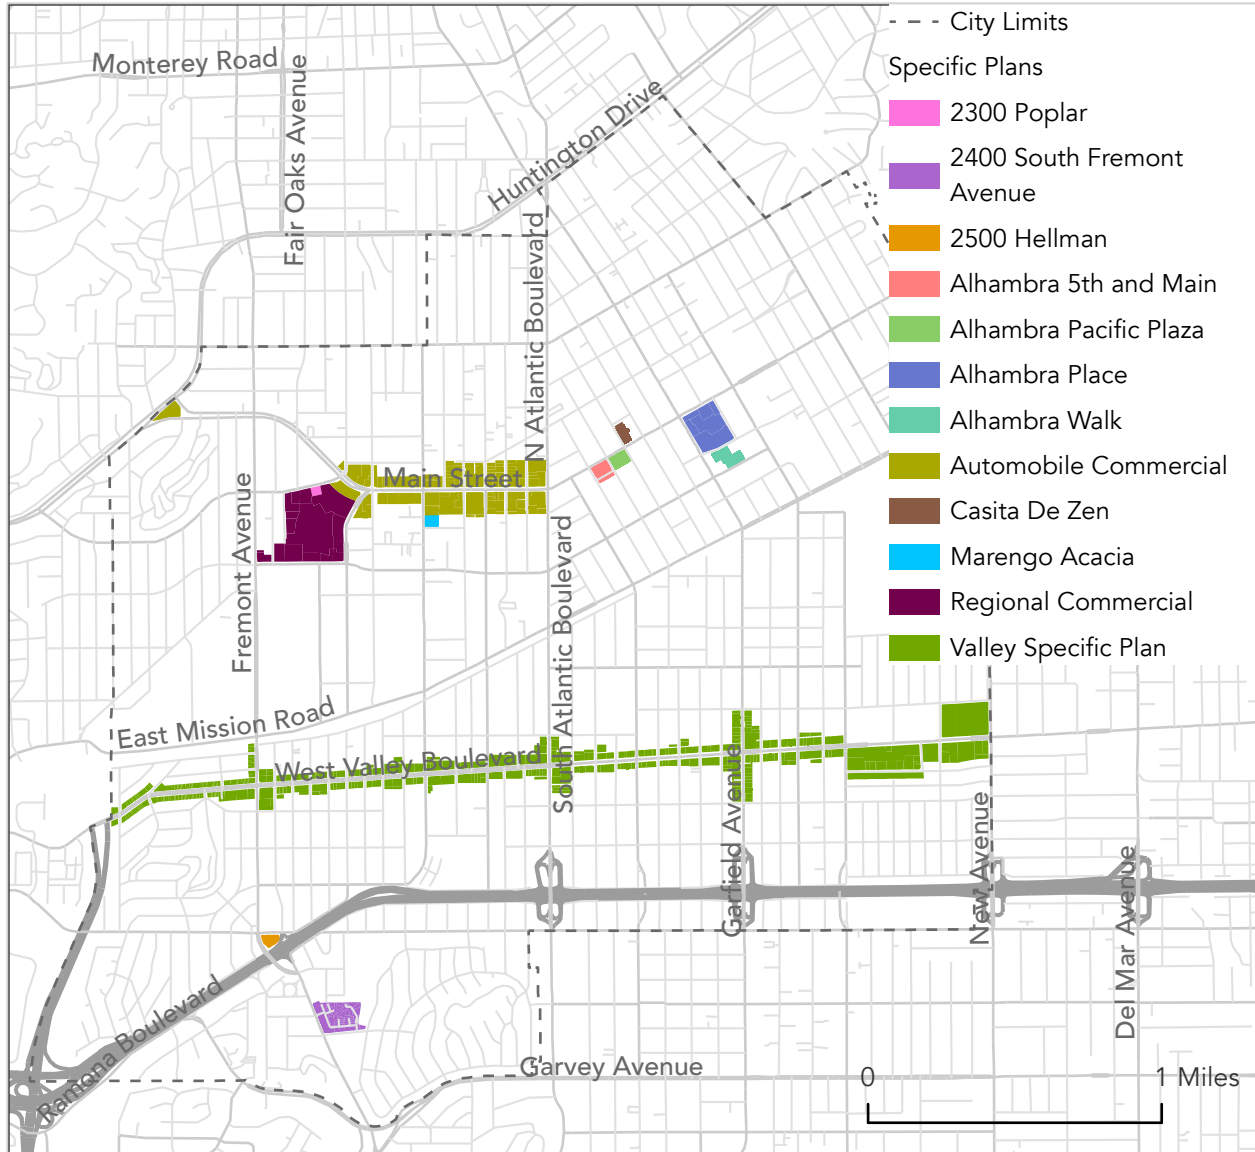 City Limits
Specific Plans
2300 Poplar
2400 South Fremont
Avenue
2500 Hellman
Alhambra 5th and Main
Alhambra Pacific Plaza
Alhambra Place
Alhambra Walk
Automobile Commercial
Casita De Zen
Marengo Acacia
Regional Commercial
Valley Specific Plan
Monterey Road
Fair Oaks Avenue
Huntington Drive
N Atlantic Boulevard
Main Street
Fremont Avenue
South Atlantic Boulevard
East Mission Road
West Valley Boulevard
Garfield Avenue
New Avenue
Del Mar Avenue
Ramona Boulevard
Garvey Avenue
0 1 Miles